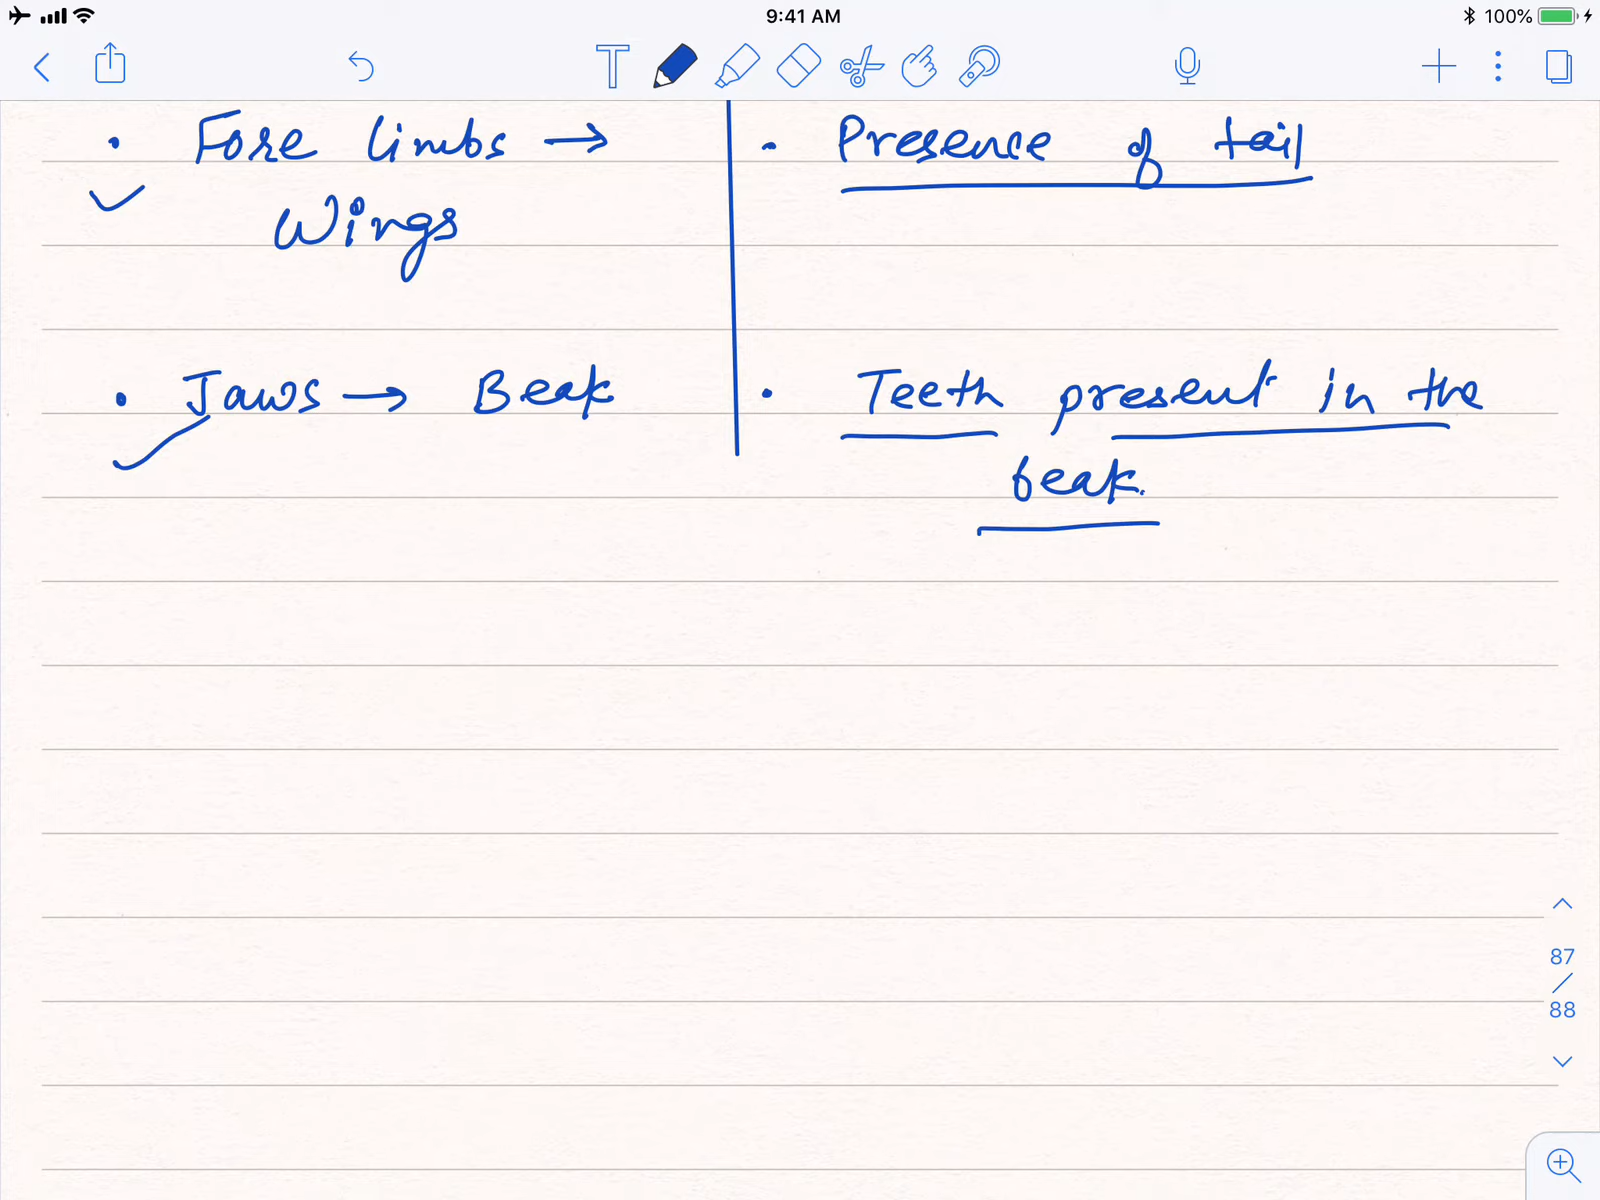 9:41 AM
100%
T
• Fore limbs →
Wings
• Jaws → Beak
• Presence of tail
• Teeth present in the
beak.
87
/
88